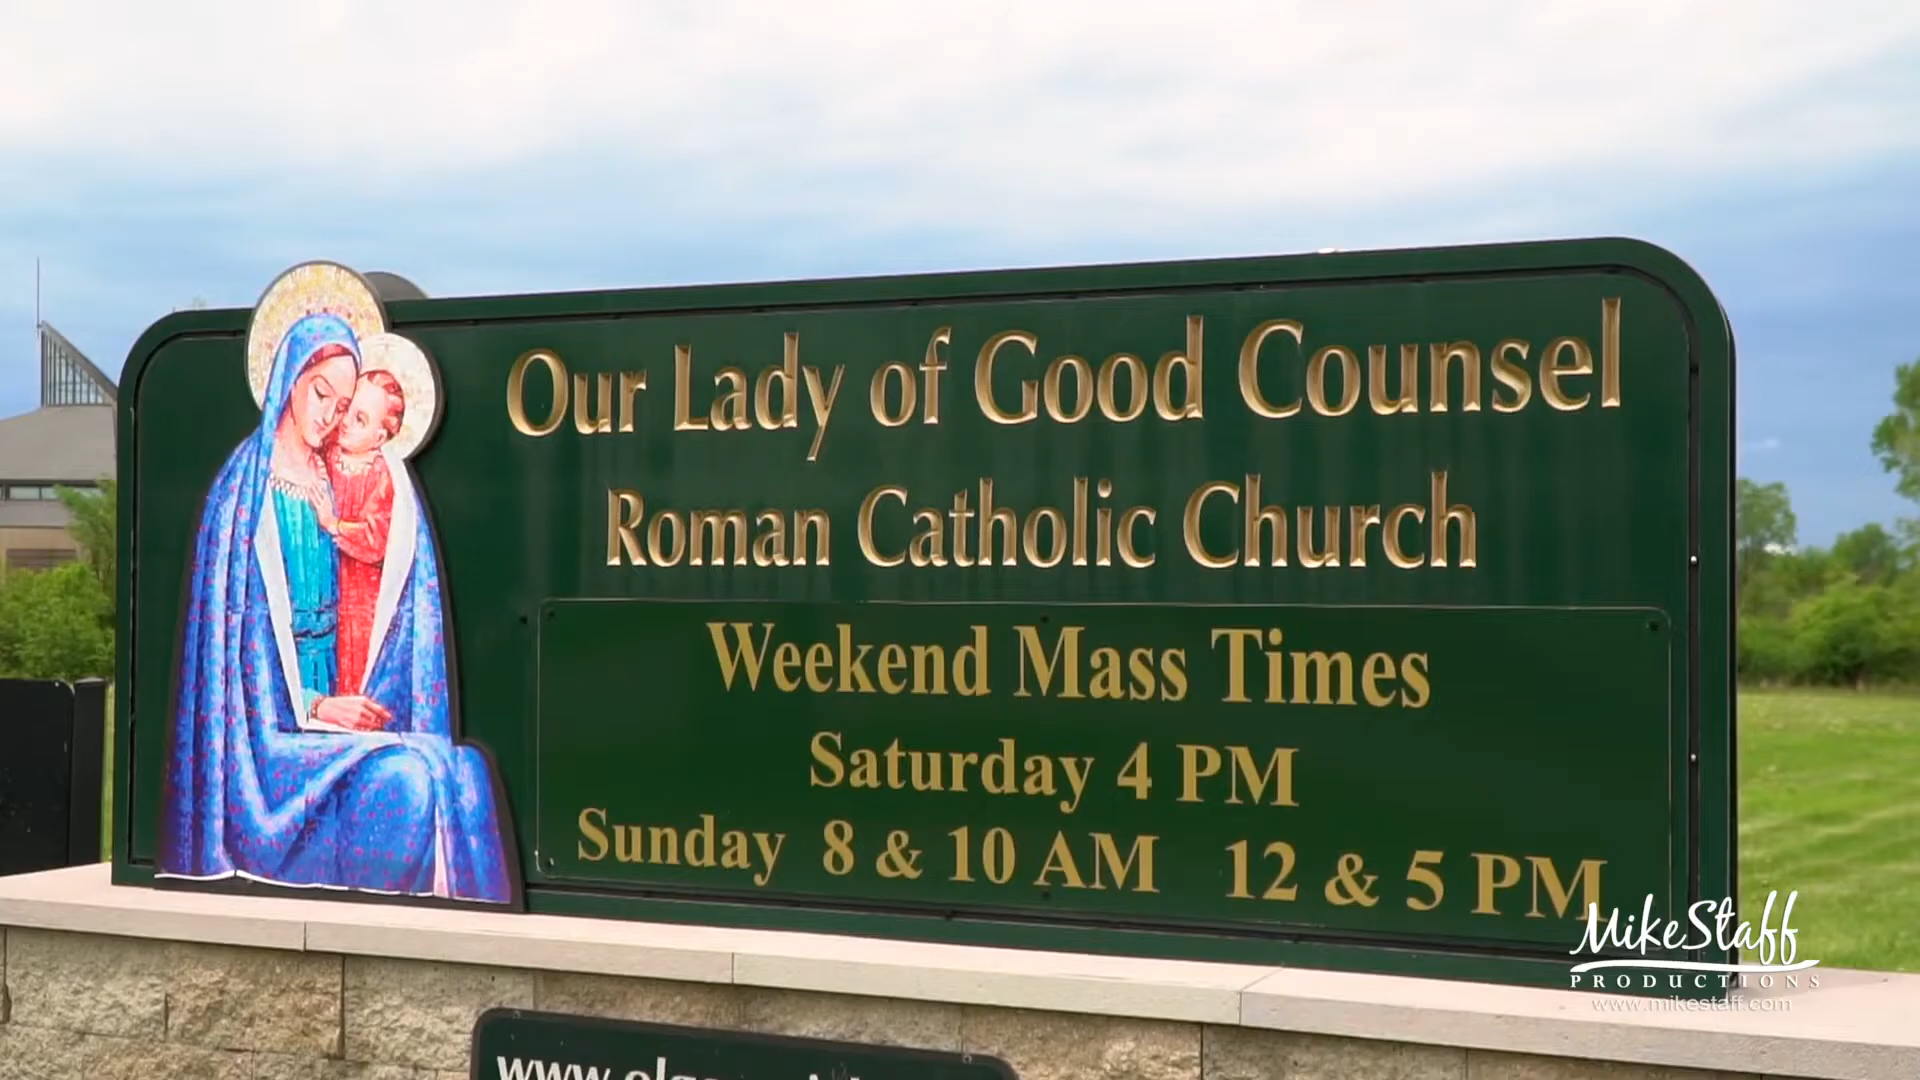 Our Lady of Good Counsel
Roman Catholic Church
Weekend Mass Times
Saturday 4 PM
Sunday 8 & 10 AM 12 & 5 PM
MikeStaff
PRODUCTIONS
www.mikestaff.com